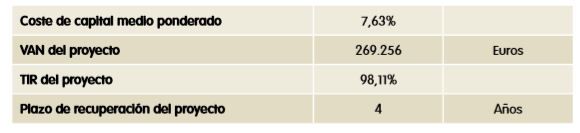 Coste de capital medio ponderado 7,63%
VAN del proyecto 269.256 Euros
TIR del proyecto 98,11%
Plazo de recuperación del proyecto 4 Años